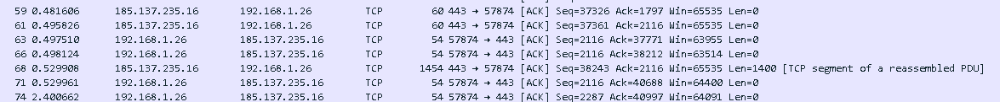 59 0.481606 185.137.235.16 192.168.1.26 TCP 60 443 → 57874 [ACK] Seq=37326 Ack=1797 Win=65535 Len=0
61 0.495826 185.137.235.16 192.168.1.26 TCP 60 443 → 57874 [ACK] Seq=37361 Ack=2116 Win=65535 Len=0
63 0.497510 192.168.1.26 185.137.235.16 TCP 54 57874 → 443 [ACK] Seq=2116 Ack=37771 Win=63955 Len=0
66 0.498124 192.168.1.26 185.137.235.16 TCP 54 57874 → 443 [ACK] Seq=2116 Ack=38212 Win=63514 Len=0
68 0.529908 185.137.235.16 192.168.1.26 TCP 1454 443 → 57874 [ACK] Seq=38243 Ack=2116 Win=65535 Len=1400 [TCP segment of a reassembled PDU]
71 0.529961 192.168.1.26 185.137.235.16 TCP 54 57874 → 443 [ACK] Seq=2116 Ack=40688 Win=64400 Len=0
74 2.400662 192.168.1.26 185.137.235.16 TCP 54 57874 → 443 [ACK] Seq=2287 Ack=40997 Win=64091 Len=0